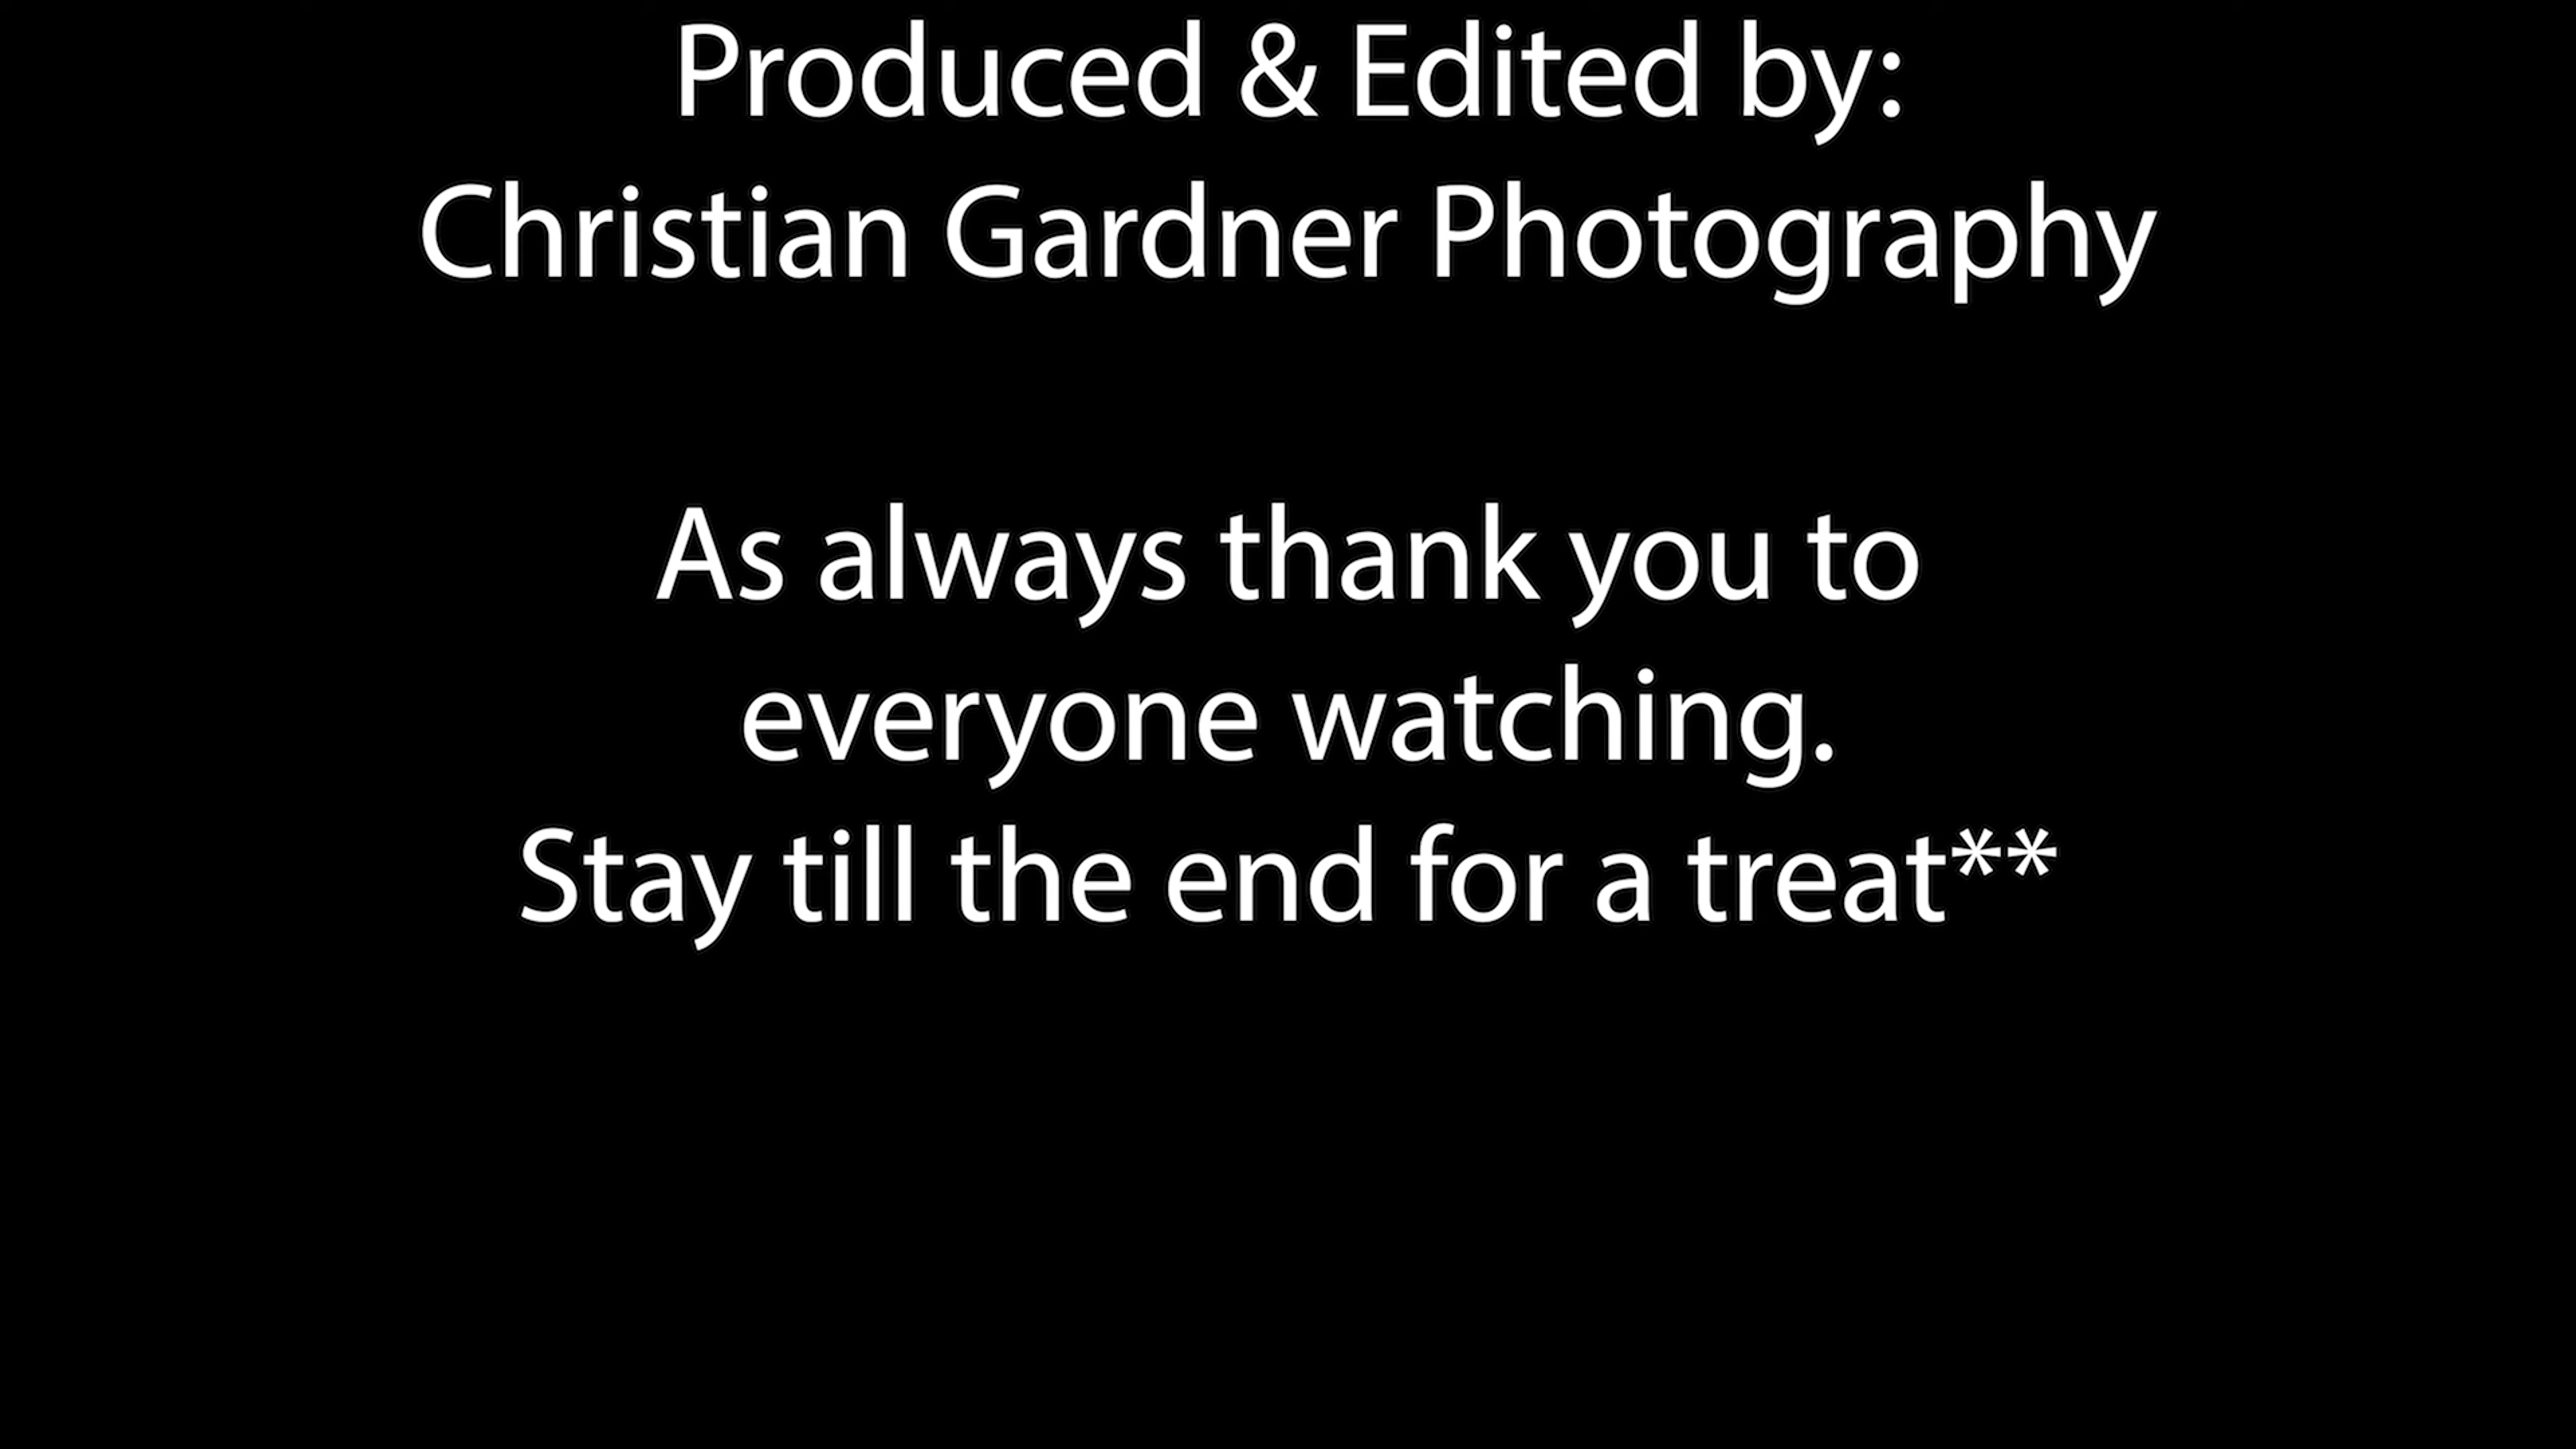 Produced & Edited by:
Christian Gardner Photography
As always thank you to
everyone watching.
Stay till the end for a treat**